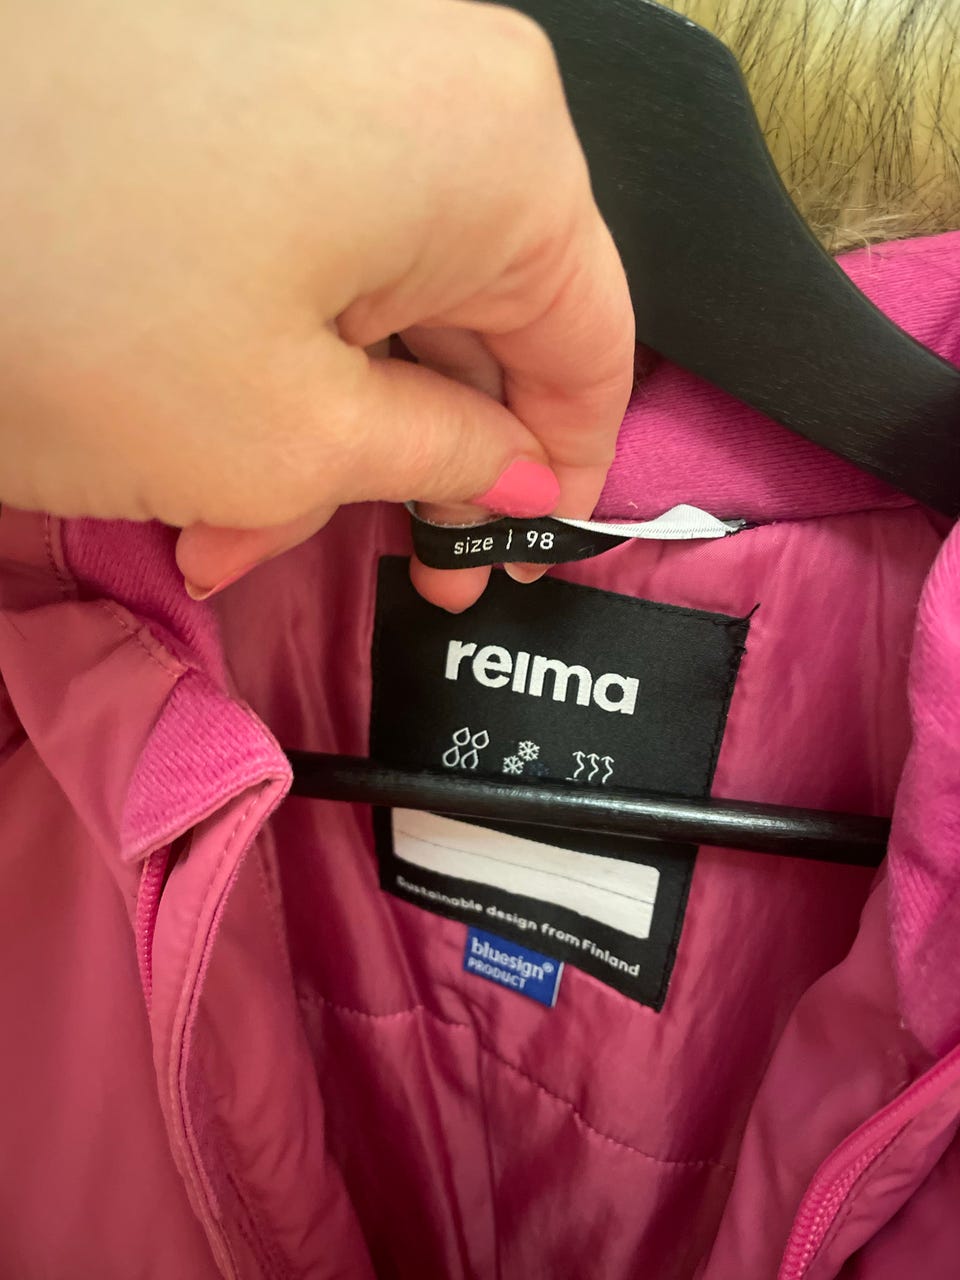 size | 98
reima
Sustainable design from Finland
bluesign®
PRODUCT